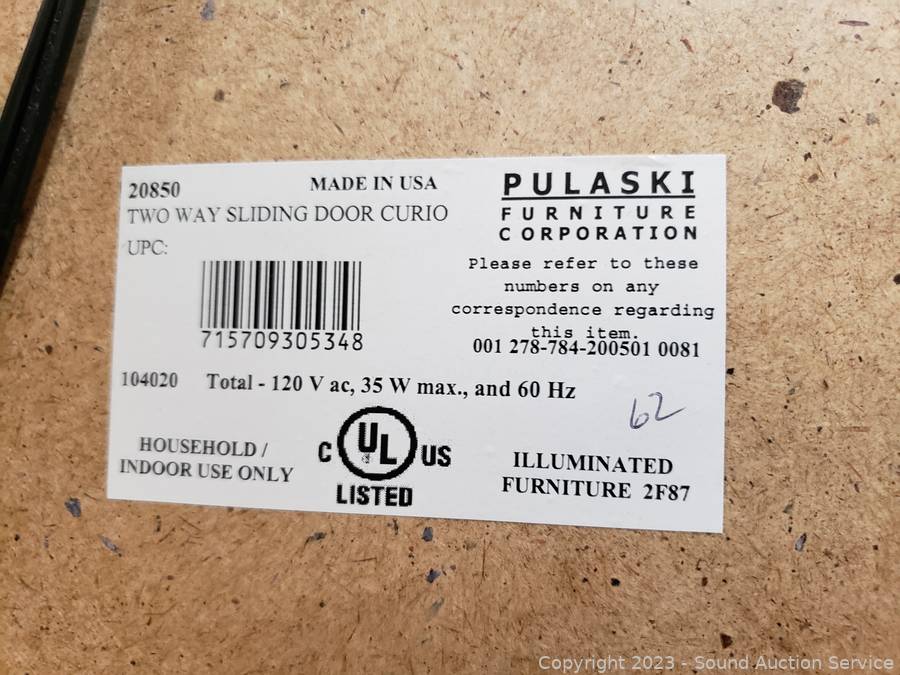 20850
MADE IN USA
TWO WAY SLIDING DOOR CURIO
UPC:
715709305348
PULASKI
FURNITURE
CORPORATION
Please refer to these
numbers on any
correspondence regarding
this item.
001 278-784-200501 0081
104020 Total - 120 V ac, 35 W max., and 60 Hz
62
HOUSEHOLD /
INDOOR USE ONLY
C UL US
LISTED
ILLUMINATED
FURNITURE 2F87
Copyright 2023 - Sound Auction Service